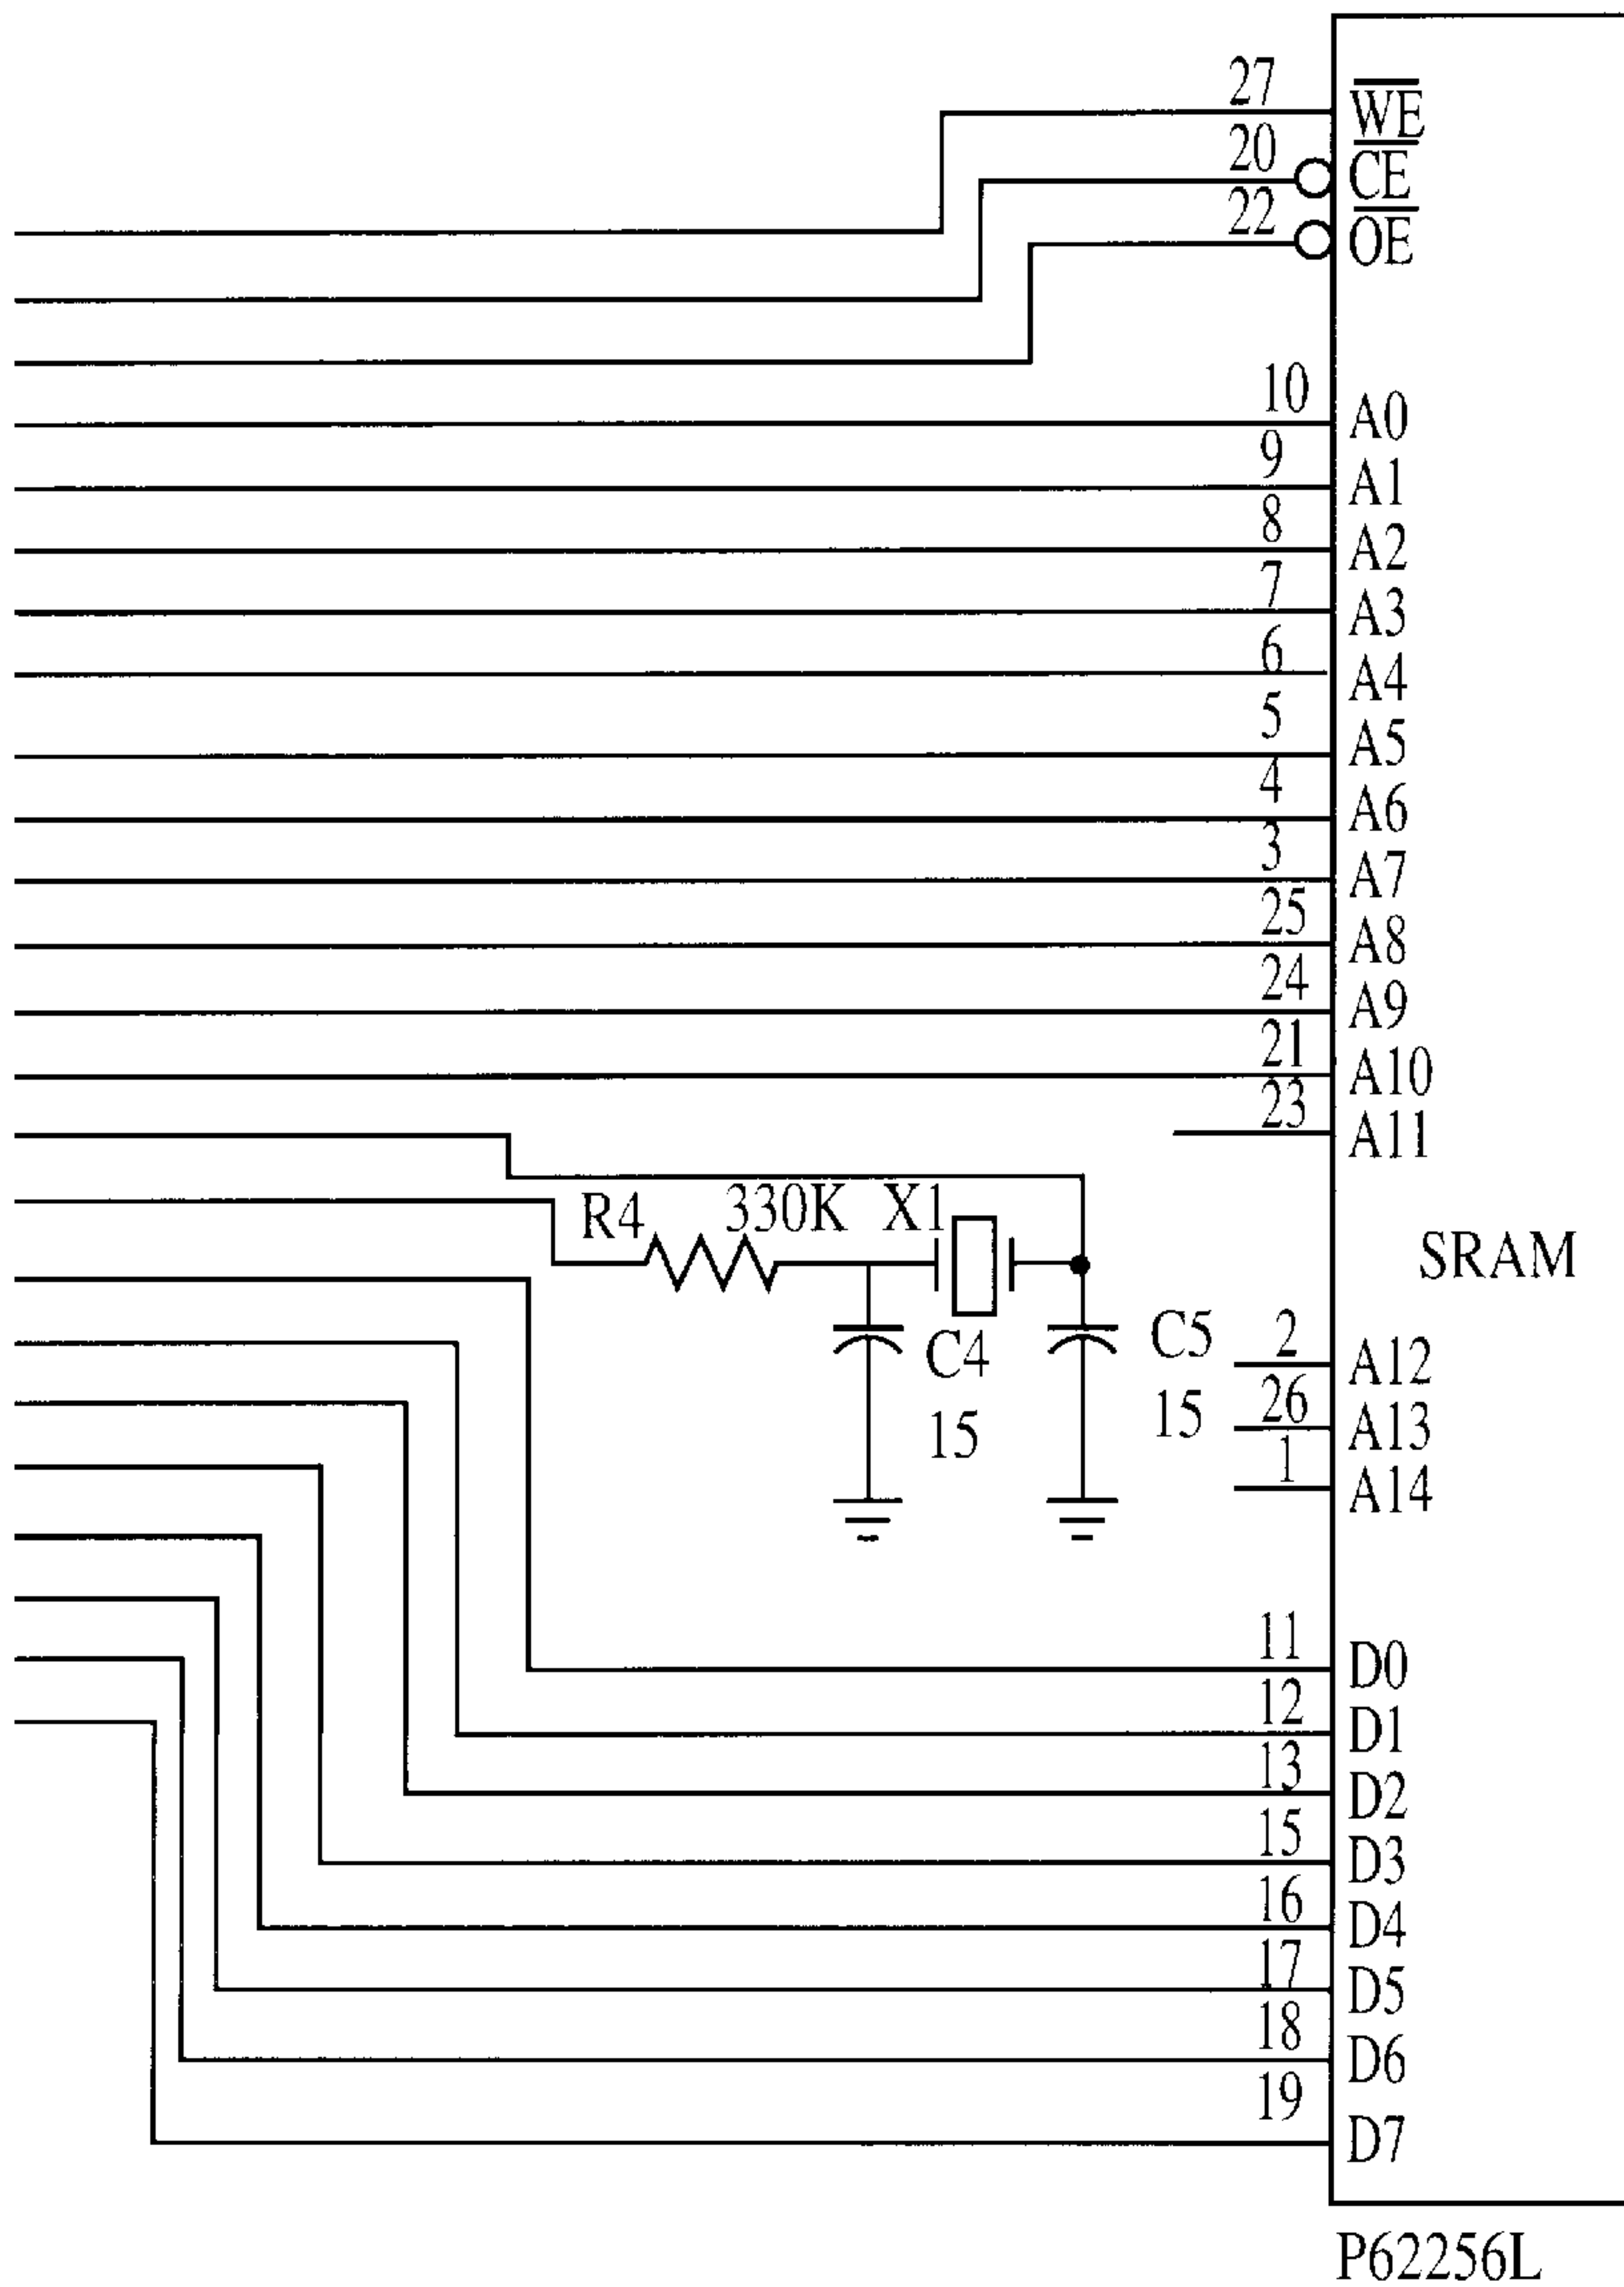 27 WE
20 CE
22 OE
10 A0
9 A1
8 A2
7 A3
6 A4
5 A5
4 A6
3 A7
25 A8
24 A9
21 A10
23 A11
R4 330K X1
SRAM
C4
15
C5
15
2 A12
26 A13
1 A14
11 D0
12 D1
13 D2
15 D3
16 D4
17 D5
18 D6
19 D7
P62256L